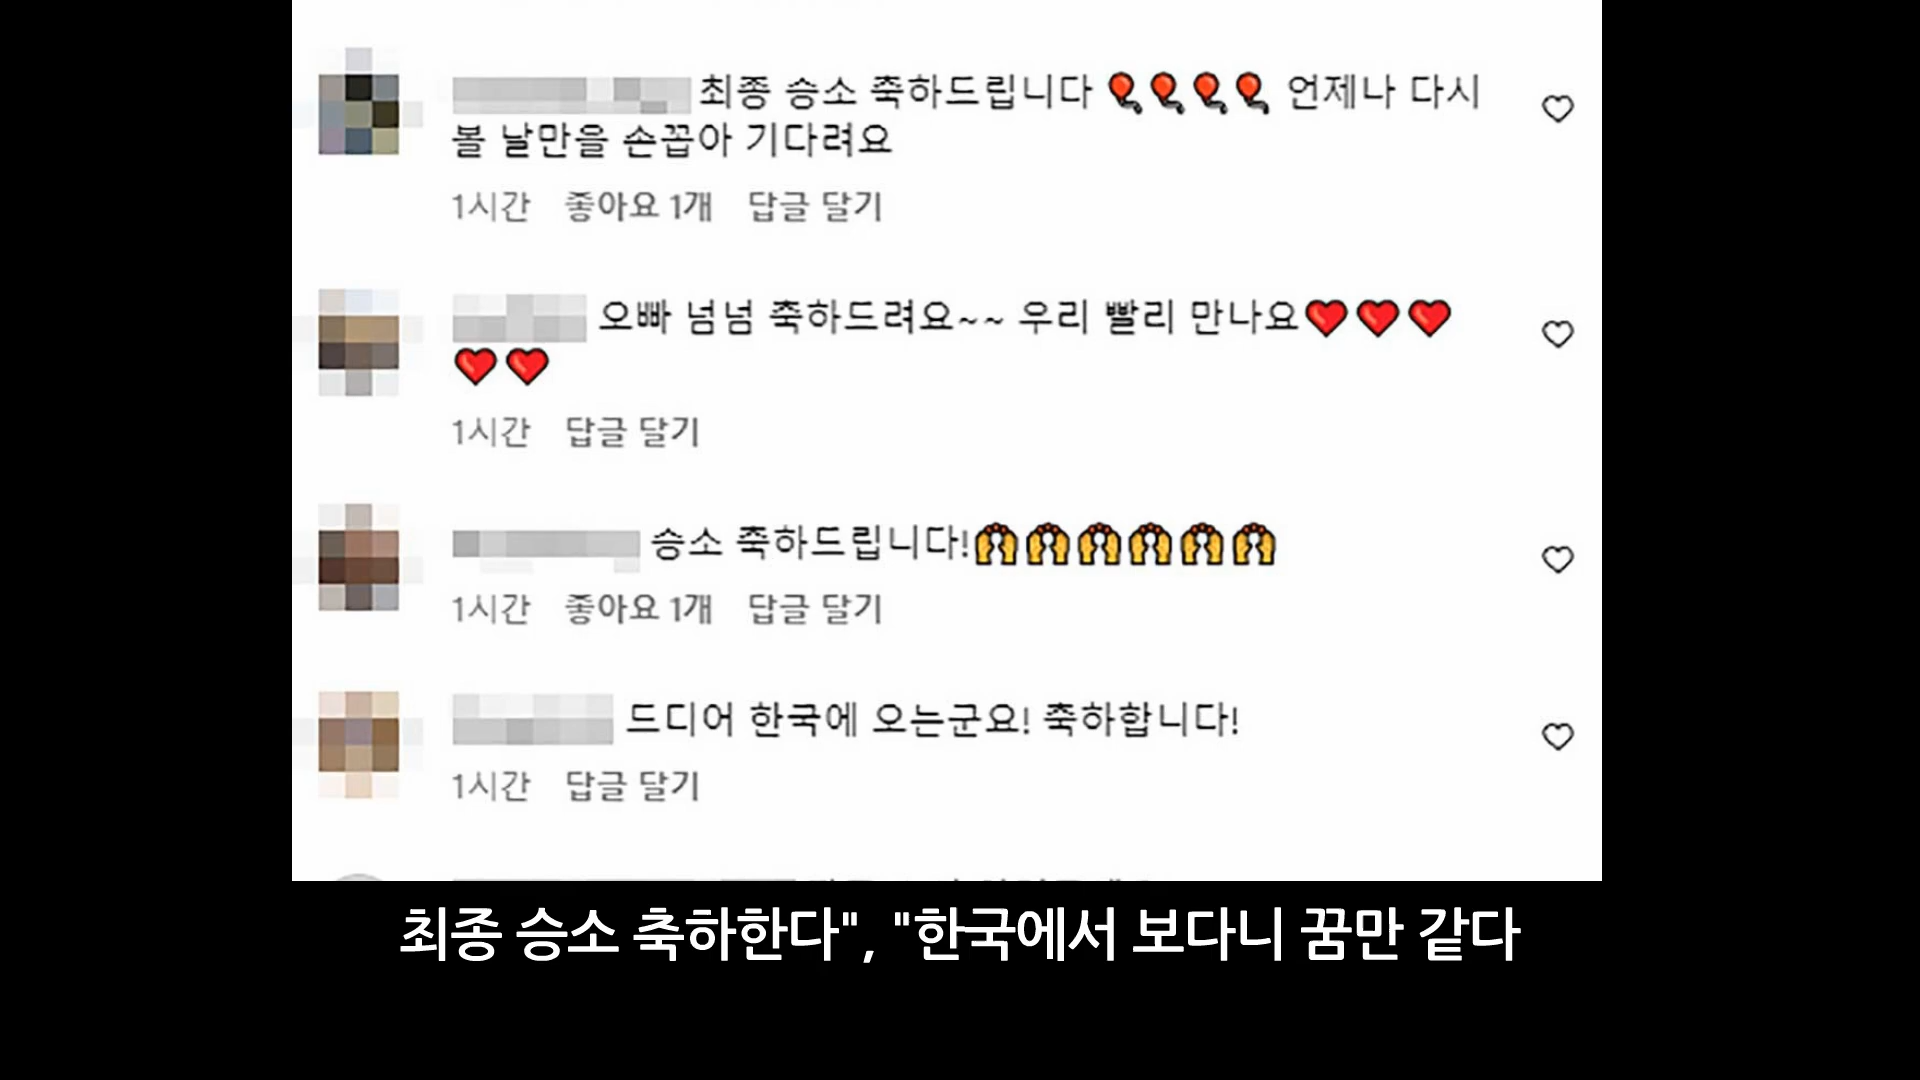 최종 승소 축하드립니다 🎈🎈🎈🎈 언제나 다시
볼 날만을 손꼽아 기다려요
1시간 좋아요 1개 답글 달기
오빠 넘넘 축하드려요~~ 우리 빨리 만나요❤️❤️❤️
❤️❤️
1시간 답글 달기
승소 축하드립니다!🙌🙌🙌🙌🙌🙌
1시간 좋아요 1개 답글 달기
드디어 한국에 오는군요! 축하합니다!
1시간 답글 달기
최종 승소 축하한다", "한국에서 보다니 꿈만 같다